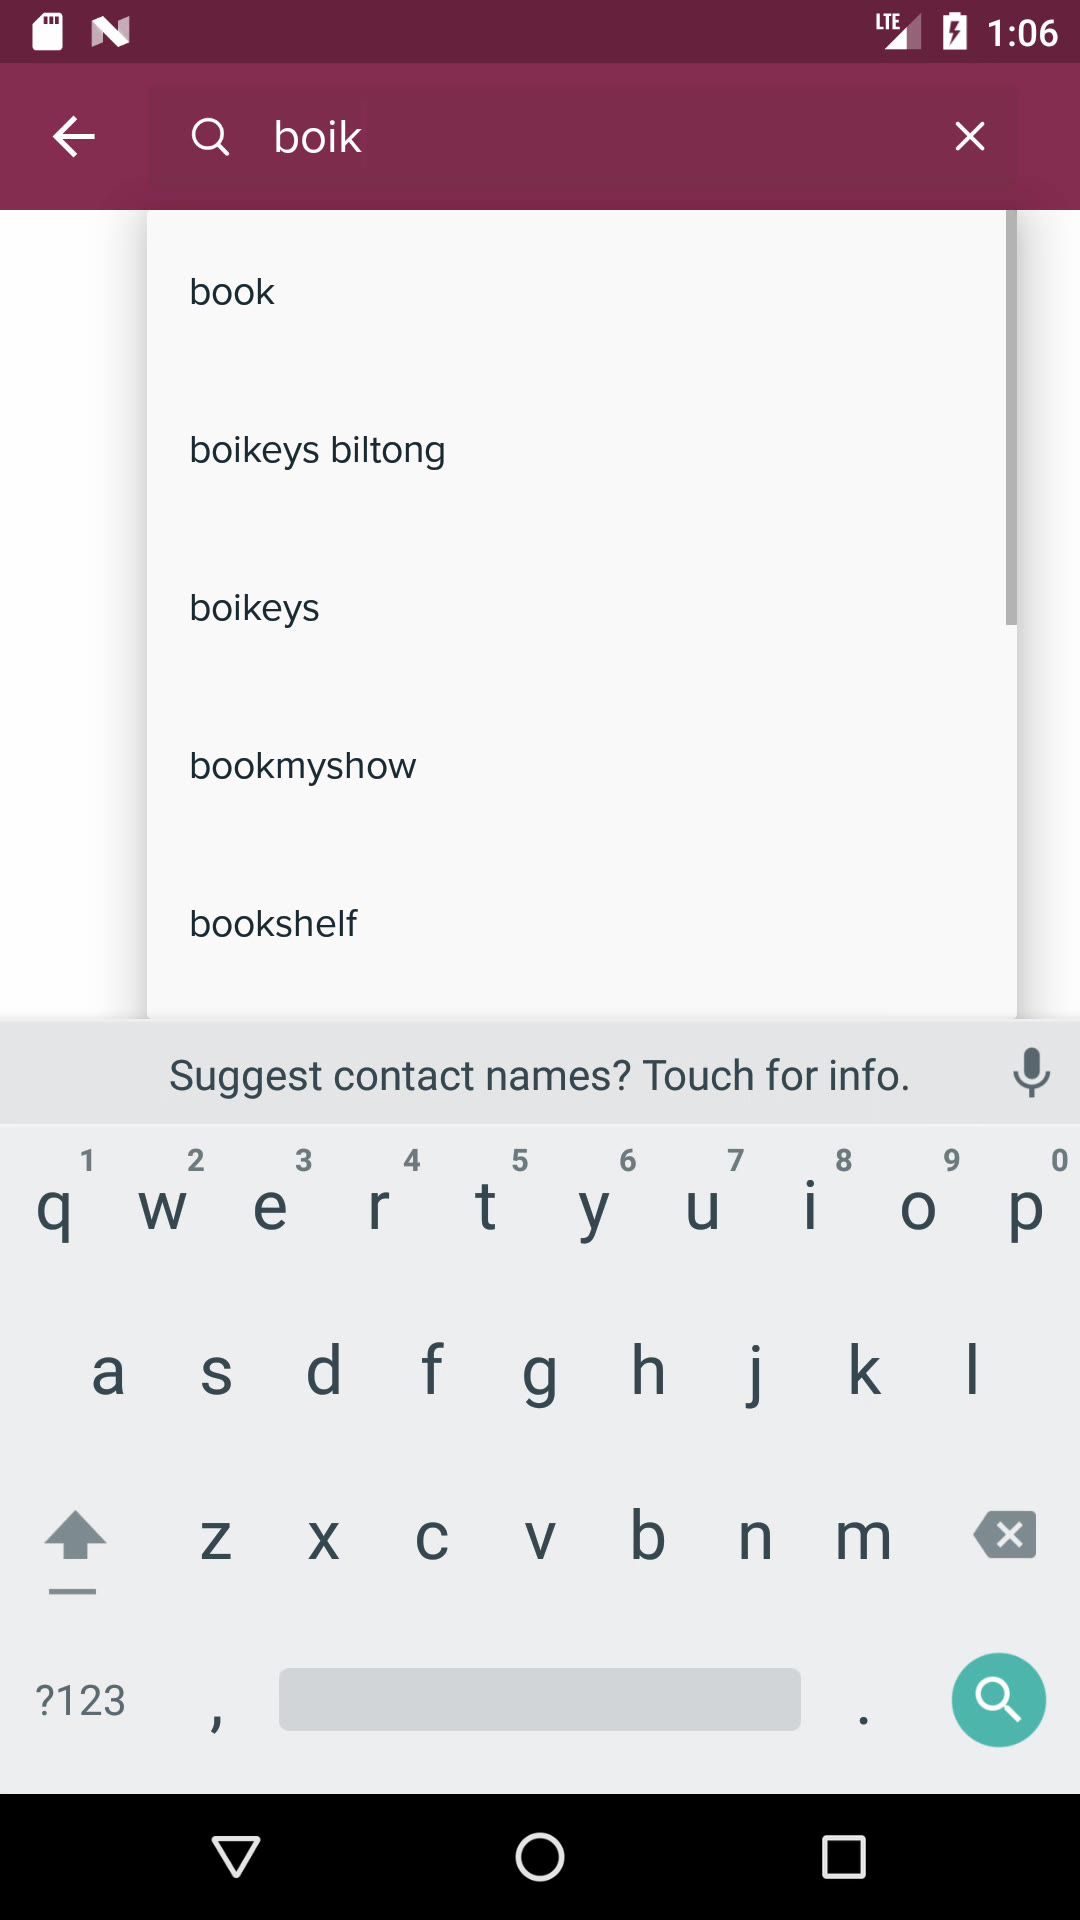 LTE 1:06
boik
book
boikeys biltong
boikeys
bookmyshow
bookshelf
Suggest contact names? Touch for info.
1 2 3 4 5 6 7 8 9 0
q w e r t y u i o p
a s d f g h j k l
z x c v b n m
?123 , .